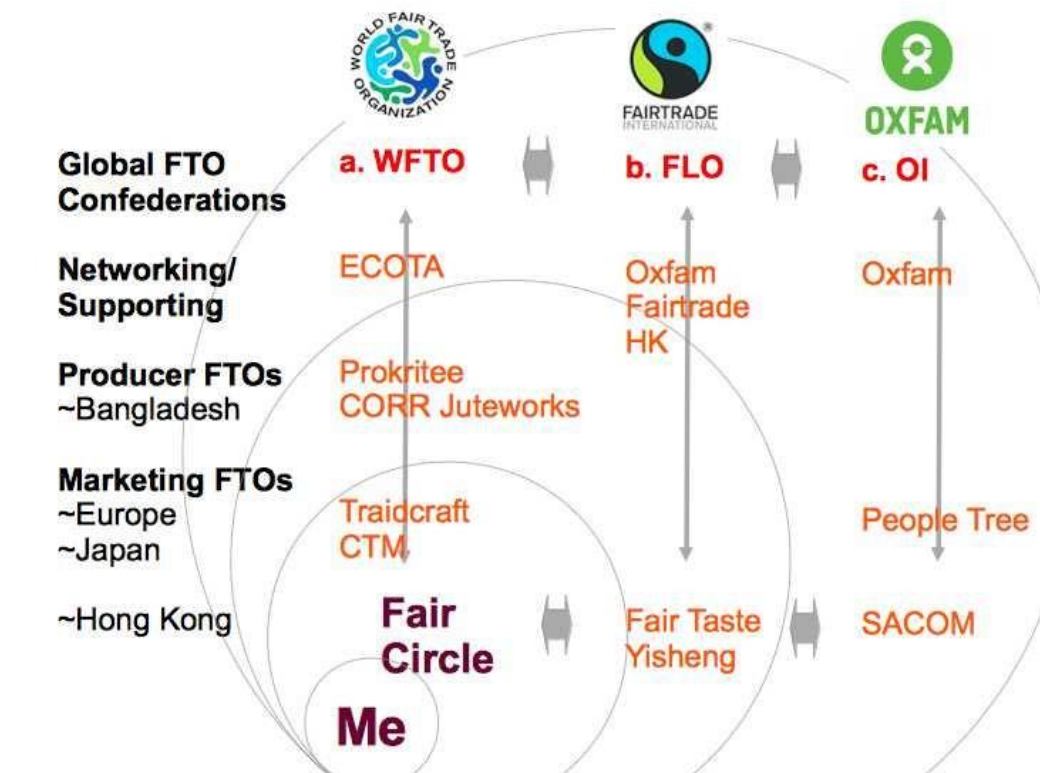 WORLD FAIR TRADE ORGANIZATION
®
FAIRTRADE
INTERNATIONAL
OXFAM
Global FTO
Confederations
a. WFTO
b. FLO
c. OI
Networking/
Supporting
ECOTA
Oxfam
Fairtrade
HK
Oxfam
Producer FTOs
~Bangladesh
Prokritee
CORR Juteworks
Marketing FTOs
~Europe
~Japan
Traidcraft
CTM
People Tree
~Hong Kong
Fair
Circle
Fair Taste
Yisheng
SACOM
Me